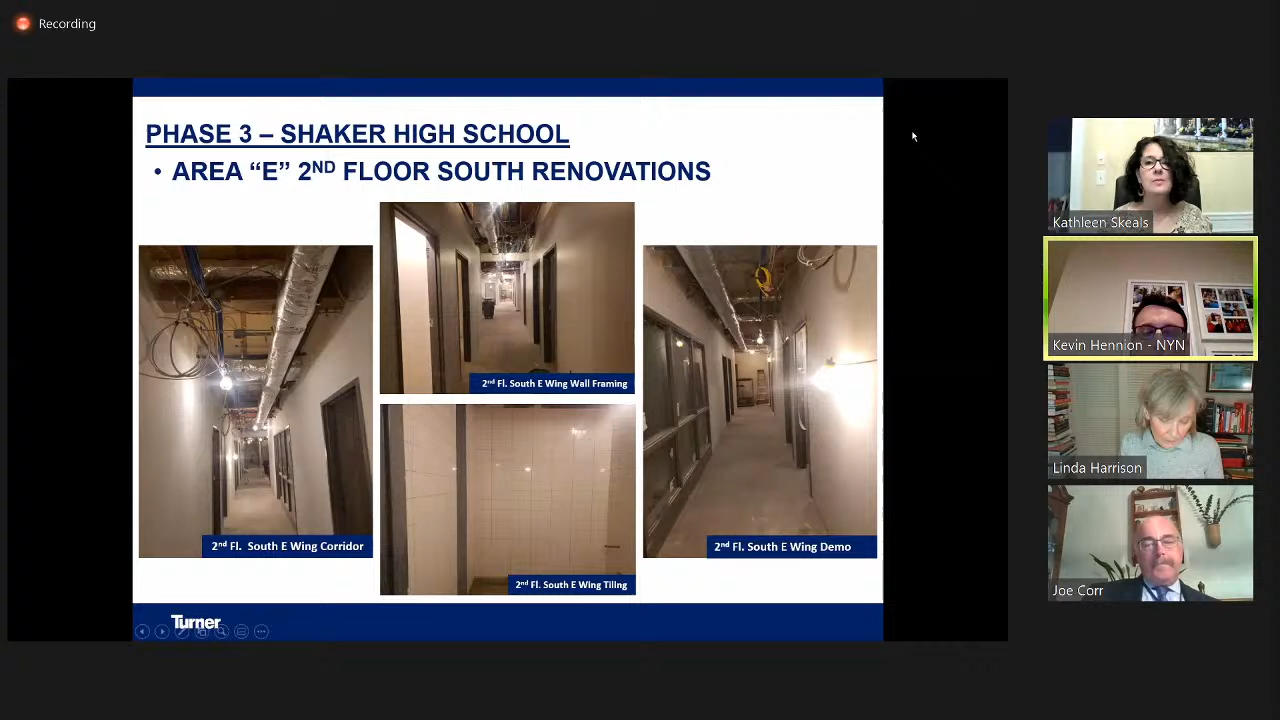 Recording
PHASE 3 – SHAKER HIGH SCHOOL
• AREA “E” 2ND FLOOR SOUTH RENOVATIONS
2nd Fl. South E Wing Wall Framing
2nd Fl. South E Wing Corridor
2nd Fl. South E Wing Demo
2nd Fl. South E Wing Tiling
Turner
Kathleen Skeals
Kevin Hennion - NYN
Linda Harrison
Joe Corr